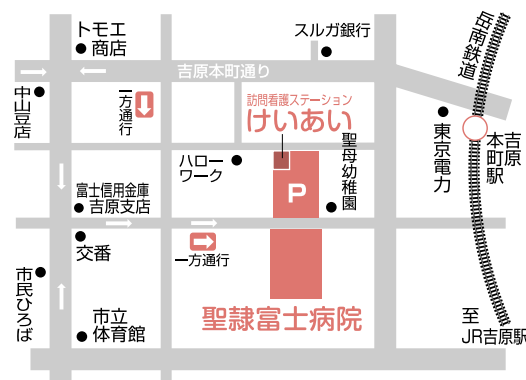 トモエ
商店
スルガ銀行
岳南鉄道
吉原本町通り
中山豆店
一方通行
訪問看護ステーション
けいあい
聖母幼稚園
東京電力
吉原
本町駅
ハロー
ワーク
P
富士信用金庫
吉原支店
交番
一方通行
市民ひろば
市立
体育館
聖隷富士病院
至
JR吉原駅